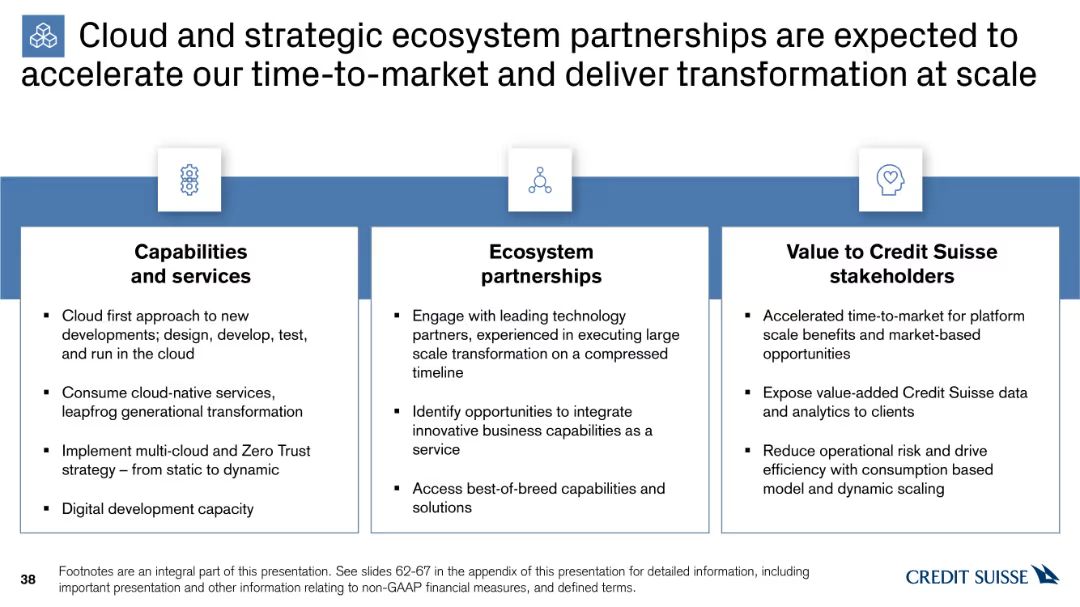 Cloud and strategic ecosystem partnerships are expected to
accelerate our time-to-market and deliver transformation at scale
Capabilities
and services
▪ Cloud first approach to new
developments; design, develop, test,
and run in the cloud
▪ Consume cloud-native services,
leapfrog generational transformation
▪ Implement multi-cloud and Zero Trust
strategy – from static to dynamic
▪ Digital development capacity
Ecosystem
partnerships
▪ Engage with leading technology
partners, experienced in executing large
scale transformation on a compressed
timeline
▪ Identify opportunities to integrate
innovative business capabilities as a
service
▪ Access best-of-breed capabilities and
solutions
Value to Credit Suisse
stakeholders
▪ Accelerated time-to-market for platform
scale benefits and market-based
opportunities
▪ Expose value-added Credit Suisse data
and analytics to clients
▪ Reduce operational risk and drive
efficiency with consumption based
model and dynamic scaling
38
Footnotes are an integral part of this presentation. See slides 62-67 in the appendix of this presentation for detailed information, including
important presentation and other information relating to non-GAAP financial measures, and defined terms.
CREDIT SUISSE